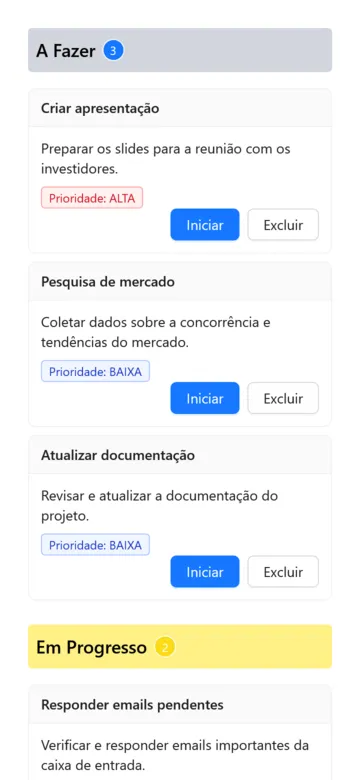 A Fazer 3
Criar apresentação
Preparar os slides para a reunião com os
investidores.
Prioridade: ALTA
Iniciar Excluir
Pesquisa de mercado
Coletar dados sobre a concorrência e
tendências do mercado.
Prioridade: BAIXA
Iniciar Excluir
Atualizar documentação
Revisar e atualizar a documentação do
projeto.
Prioridade: BAIXA
Iniciar Excluir
Em Progresso 2
Responder emails pendentes
Verificar e responder emails importantes da
caixa de entrada.